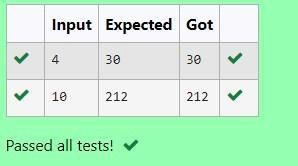 Input Expected Got
4 30 30
10 212 212
Passed all tests!